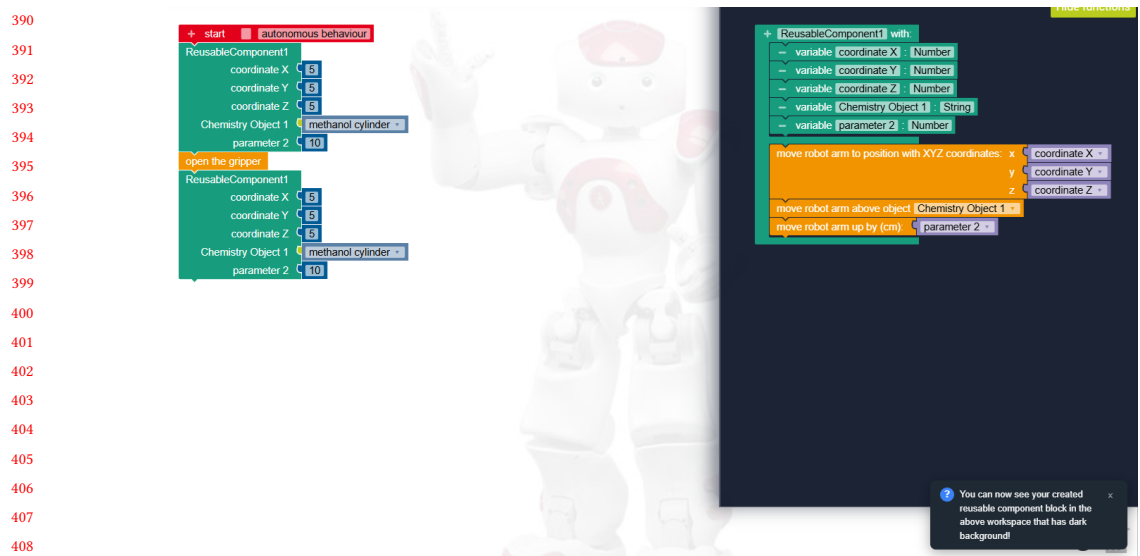 390
391
392
393
394
395
396
397
398
399
400
401
402
403
404
405
406
407
408
+ start autonomous behaviour
ReusableComponent1
coordinate X 5
coordinate Y 5
coordinate Z 5
Chemistry Object 1 methanol cylinder
parameter 2 10
open the gripper
ReusableComponent1
coordinate X 5
coordinate Y 5
coordinate Z 5
Chemistry Object 1 methanol cylinder
parameter 2 10
Hide functions
+ ReusableComponent1 with:
– variable coordinate X : Number
– variable coordinate Y : Number
– variable coordinate Z : Number
– variable Chemistry Object 1 : String
– variable parameter 2 : Number
move robot arm to position with XYZ coordinates: x coordinate X
y coordinate Y
z coordinate Z
move robot arm above object Chemistry Object 1
move robot arm up by (cm): parameter 2
? You can now see your created x
reusable component block in the
above workspace that has dark
background!